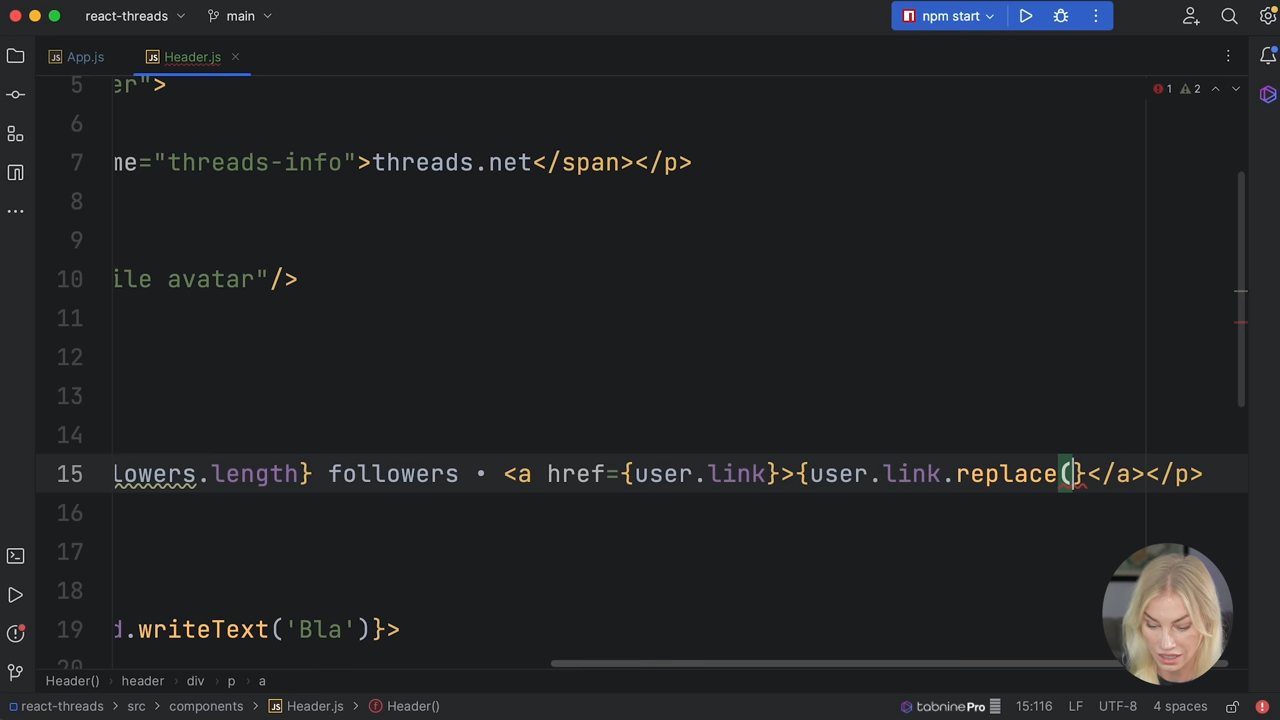 react-threads
main
npm start
App.js
Header.js
1
2
5
er">
6
7
me="threads-info">threads.net</span></p>
8
9
10
ile avatar"/>
11
12
13
14
15
lowers.length} followers • <a href={user.link}>{user.link.replace(}</a></p>
16
17
18
19
d.writeText('Bla')}>
20
Header()
header
div
p
a
react-threads
src
components
Header.js
Header()
tabnine Pro
15:116
LF
UTF-8
4 spaces